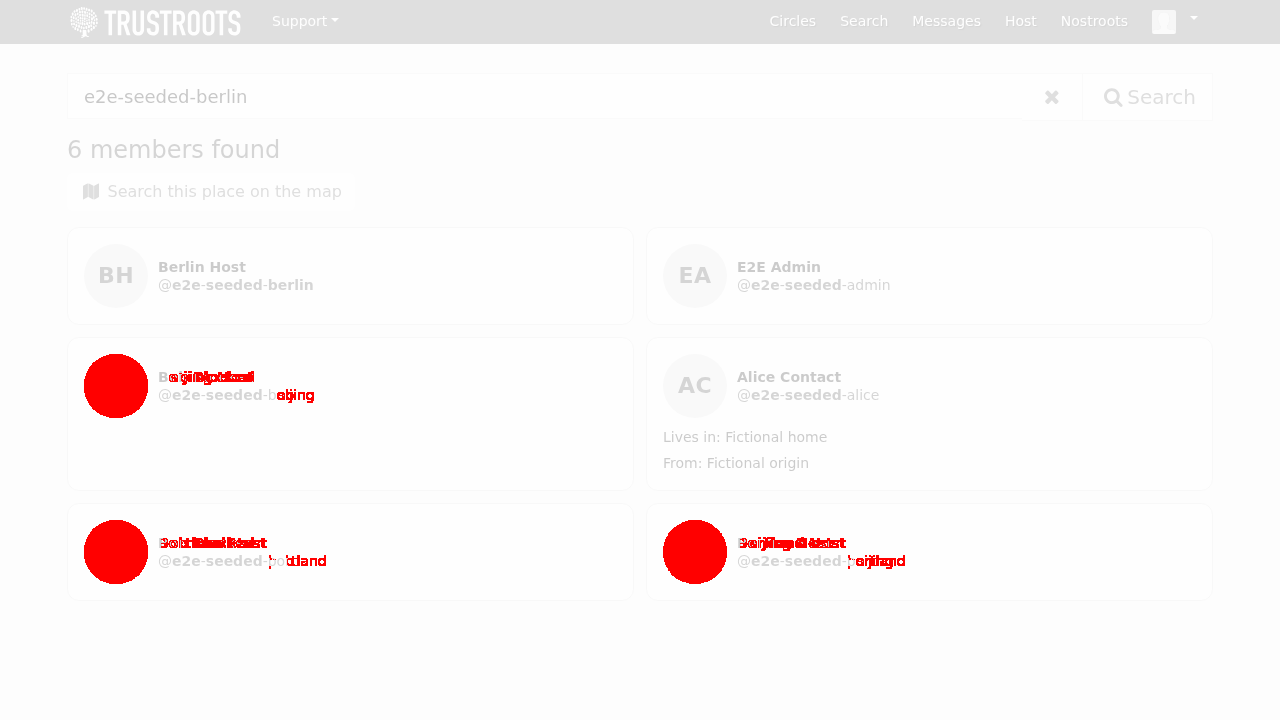 TRUSTROOTS Support Circles Search Messages Host Nostroots
e2e-seeded-berlin Search
6 members found
Search this place on the map
BH Berlin Host
@e2e-seeded-berlin
EA E2E Admin
@e2e-seeded-admin
@e2e-seeded-
AC Alice Contact
@e2e-seeded-alice
Lives in: Fictional home
From: Fictional origin
@e2e-seeded-
@e2e-seeded-